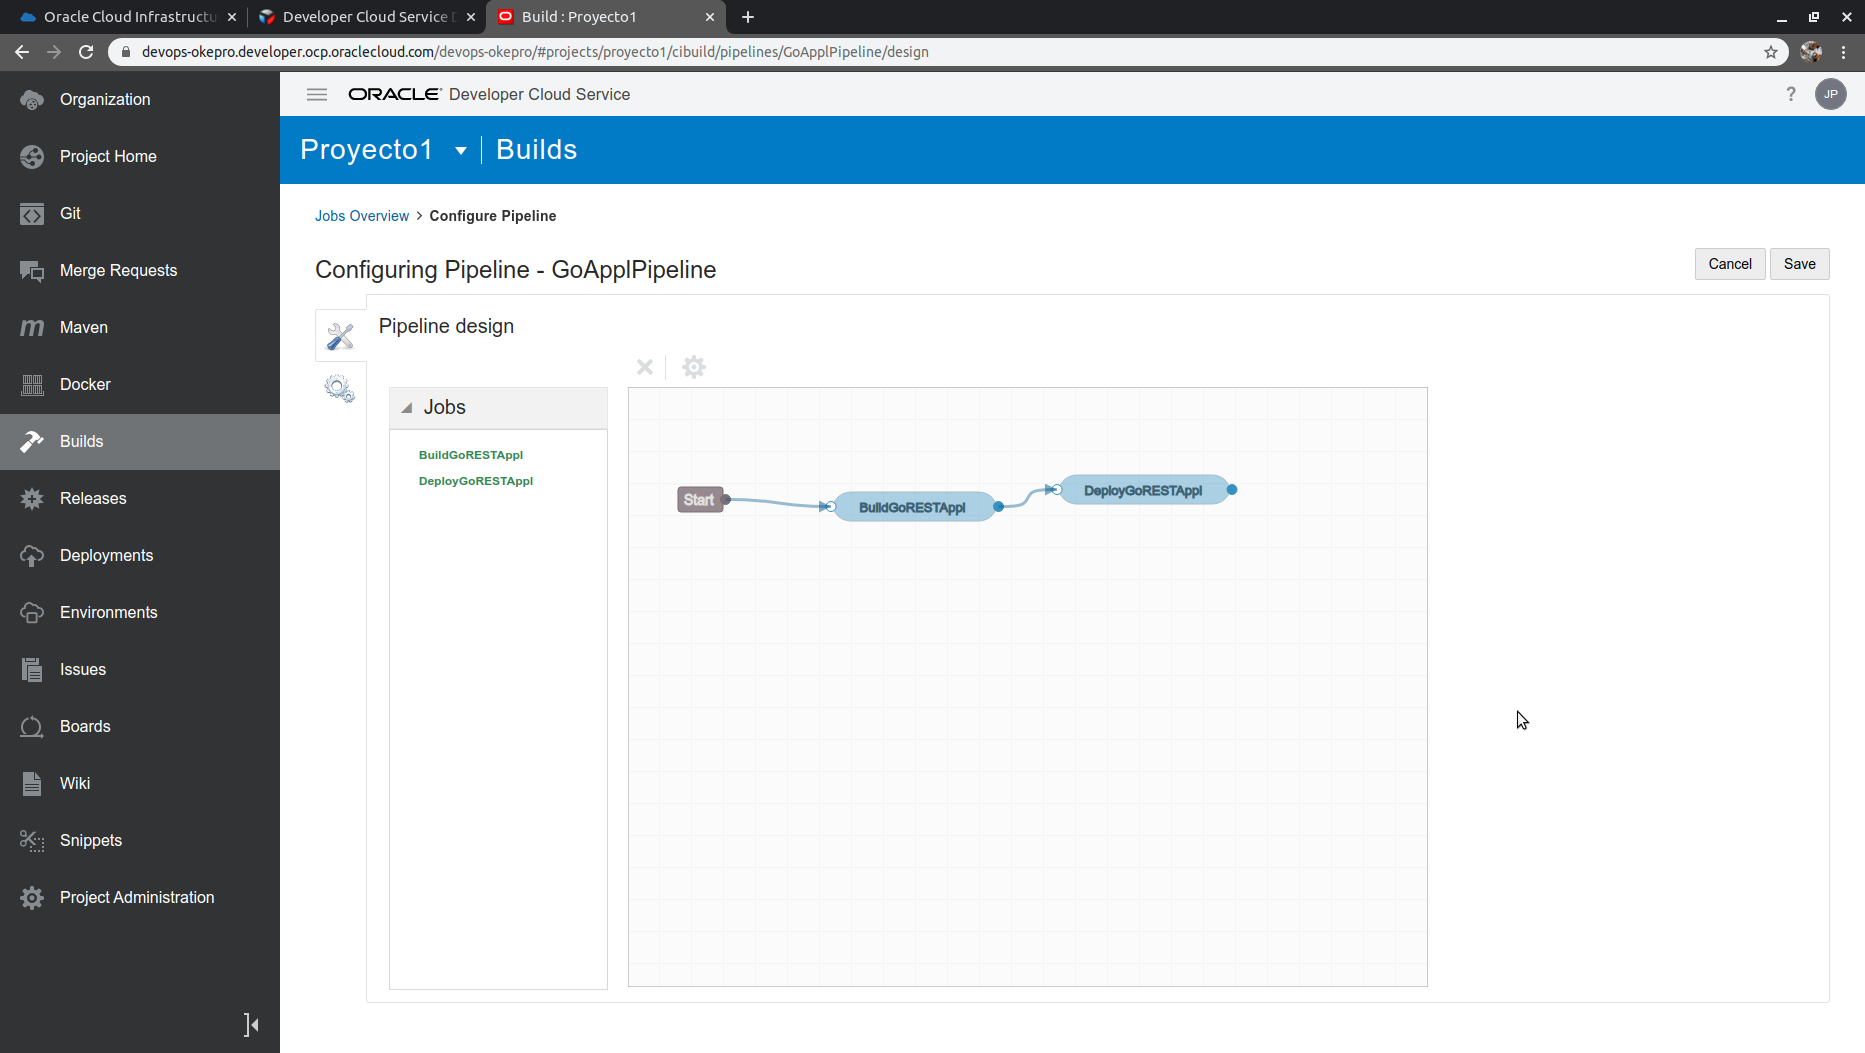 Oracle Cloud Infrastructu
Developer Cloud Service D
Build : Proyecto1
devops-okepro.developer.ocp.oraclecloud.com/devops-okepro/#projects/proyecto1/cibuild/pipelines/GoApplPipeline/design
ORACLE Developer Cloud Service
? JP
Proyecto1 Builds
Organization
Project Home
Git
Merge Requests
Maven
Docker
Builds
Releases
Deployments
Environments
Issues
Boards
Wiki
Snippets
Project Administration
Jobs Overview > Configure Pipeline
Configuring Pipeline - GoApplPipeline
Cancel Save
Pipeline design
Jobs
BuildGoRESTAppl
DeployGoRESTAppl
Start
BuildGoRESTAppl
DeployGoRESTAppl